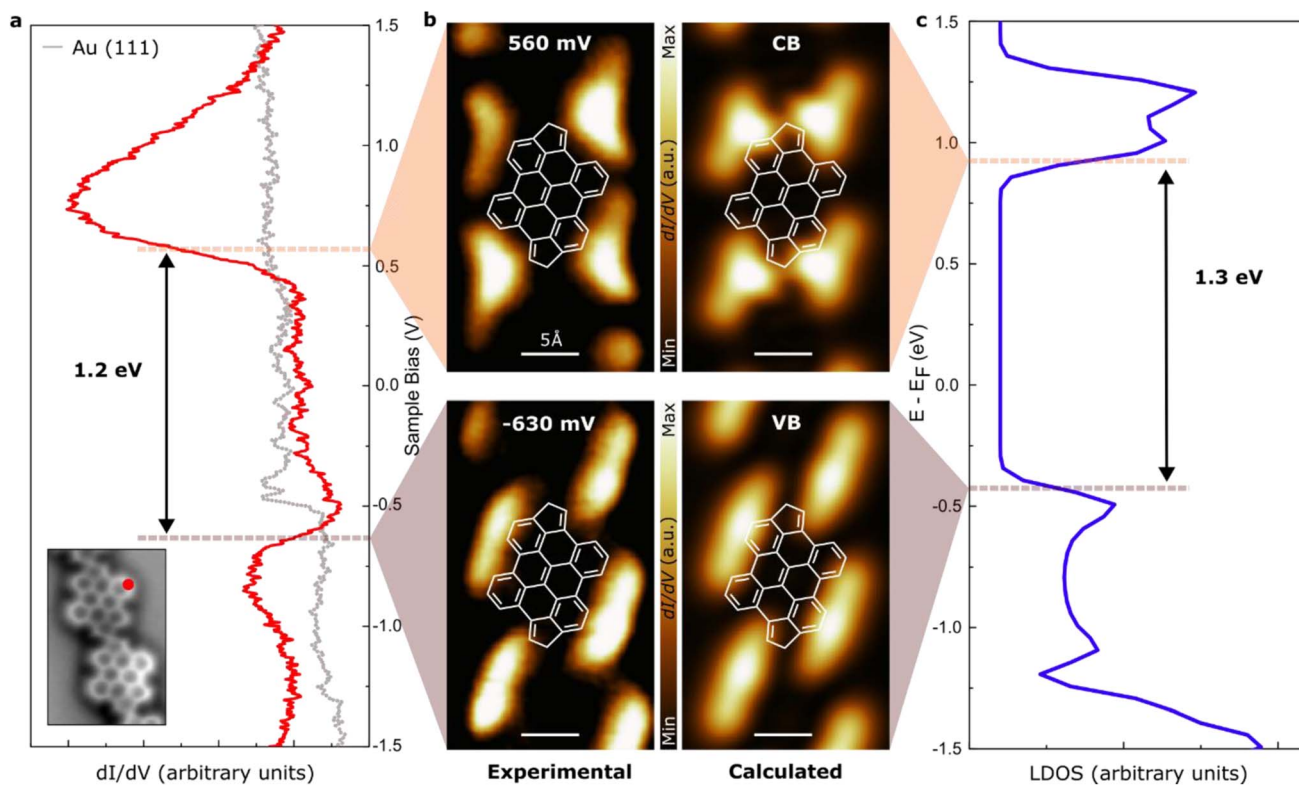 a
Au (111)
1.2 eV
dI/dV (arbitrary units)
1.5
1.0
0.5
0.0
-0.5
-1.0
-1.5
Sample Bias (V)
b
560 mV
5Å
Max
dI/dV (a.u.)
Min
CB
-630 mV
Max
dI/dV (a.u.)
Min
VB
Experimental
Calculated
c
1.5
1.0
0.5
0.0
-0.5
-1.0
-1.5
E - EF (eV)
1.3 eV
LDOS (arbitrary units)